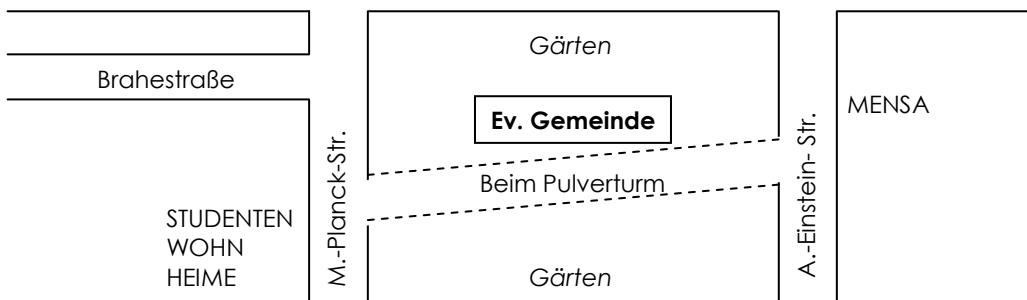 Gärten
Brahestraße
MENSA
Ev. Gemeinde
M.-Planck-Str.
A.-Einstein- Str.
Beim Pulverturm
STUDENTEN
WOHN
HEIME
Gärten